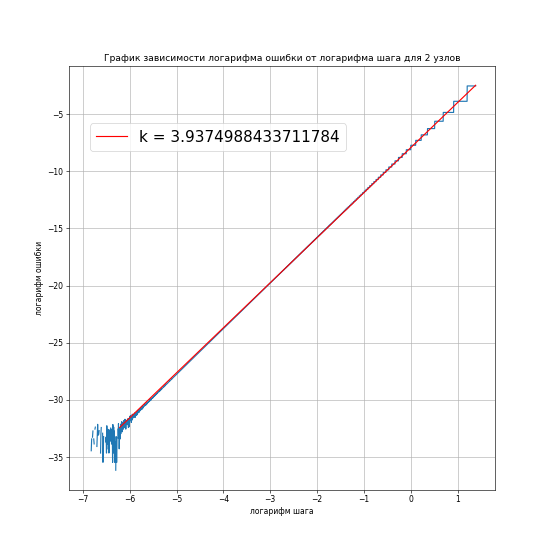 График зависимости логарифма ошибки от логарифма шага для 2 узлов
k = 3.9374988433711784
логарифм ошибки
−5
−10
−15
−20
−25
−30
−35
−7 −6 −5 −4 −3 −2 −1 0 1
логарифм шага